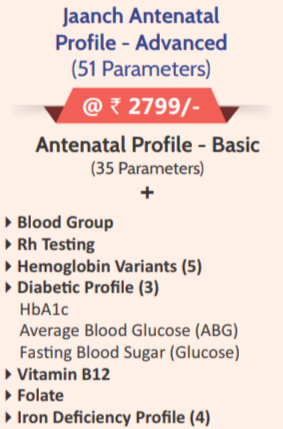 Jaanch Antenatal
Profile - Advanced
(51 Parameters)
@ ₹ 2799/-
Antenatal Profile - Basic
(35 Parameters)
+
Blood Group
Rh Testing
Hemoglobin Variants (5)
Diabetic Profile (3)
HbA1c
Average Blood Glucose (ABG)
Fasting Blood Sugar (Glucose)
Vitamin B12
Folate
Iron Deficiency Profile (4)